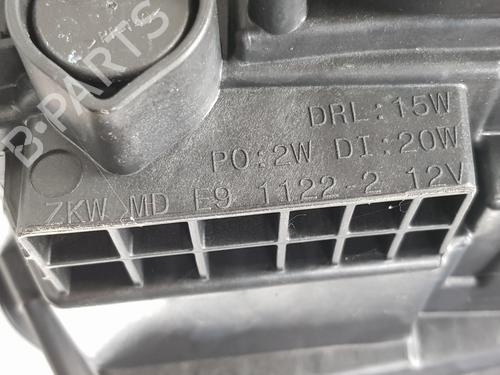 DRL:15W
PO:2W DI:20W
ZKW MD E9 1122-2 12V
B-PARTS